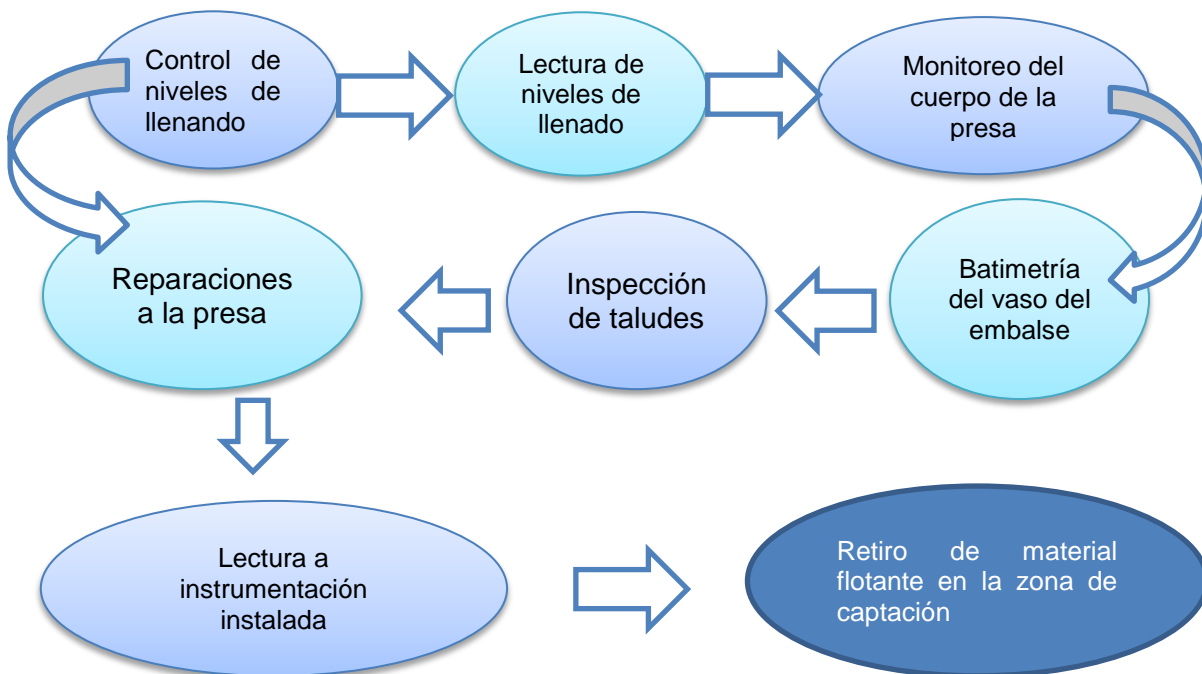 Control de
niveles de
llenando
Lectura de
niveles de
llenado
Monitoreo del
cuerpo de la
presa
Batimetría
del vaso del
embalse
Inspección
de taludes
Reparaciones
a la presa
Lectura a
instrumentación
instalada
Retiro de material
flotante en la zona de
captación